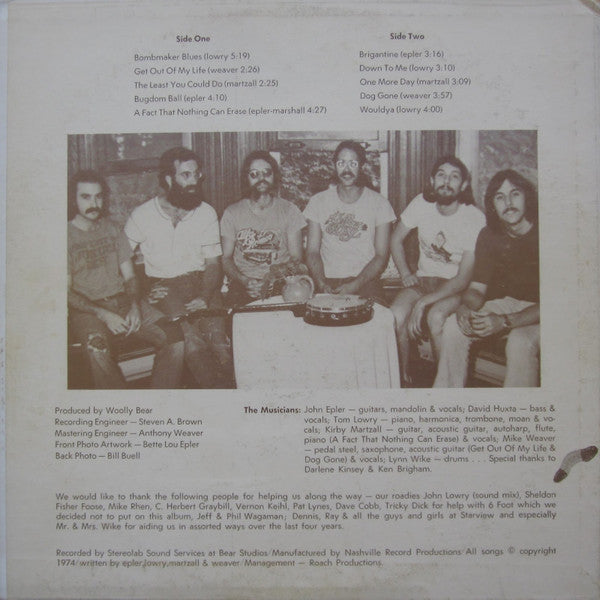 Side One
Bombmaker Blues (lowry 5:19)
Get Out Of My Life (weaver 2:26)
The Least You Could Do (martzall 2:25)
Bugdom Ball (epler 4:10)
A Fact That Nothing Can Erase (epler-marshall 4:27)
Side Two
Brigantine (epler 3:16)
Down To Me (lowry 3:10)
One More Day (martzall 3:09)
Dog Gone (weaver 3:57)
Wouldya (lowry 4:00)
Produced by Woolly Bear
Recording Engineer — Steven A. Brown
Mastering Engineer — Anthony Weaver
Front Photo Artwork — Bette Lou Epler
Back Photo — Bill Buell
The Musicians: John Epler — guitars, mandolin & vocals; David Huxta — bass &
vocals; Tom Lowry — piano, harmonica, trombone, moan & vo-
cals; Kirby Martzall — guitar, acoustic guitar, autoharp, flute,
piano (A Fact That Nothing Can Erase) & vocals; Mike Weaver
— pedal steel, saxophone, acoustic guitar (Get Out Of My Life &
Dog Gone) & vocals; Lynn Wike — drums . . . Special thanks to
Darlene Kinsey & Ken Brigham.
We would like to thank the following people for helping us along the way — our roadies John Lowry (sound mix), Sheldon
Fisher Foose, Mike Rhen, C. Herbert Graybill, Vernon Keihl, Pat Lynes, Dave Cobb, Tricky Dick for help with 6 Foot which we
decided not to put on this album, Jeff & Phil Wagaman; Dennis, Ray & all the guys and girls at Starview and especially
Mr. & Mrs. Wike for aiding us in assorted ways over the last four years.
Recorded by Stereolab Sound Services at Bear Studios/Manufactured by Nashville Record Productions/All songs © copyright
1974/written by epler,lowry,martzall & weaver/Management — Roach Productions.